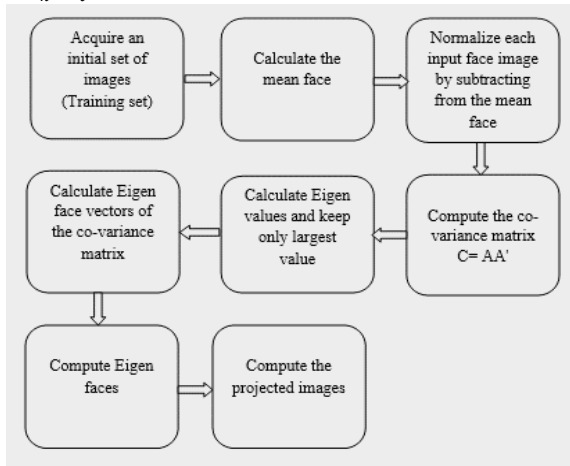 Acquire an
initial set of
images
(Training set)
Calculate the
mean face
Normalize each
input face image
by subtracting
from the mean
face
Compute the co-
variance matrix
C= AA'
Calculate Eigen
values and keep
only largest
value
Calculate Eigen
face vectors of
the co-variance
matrix
Compute Eigen
faces
Compute the
projected images